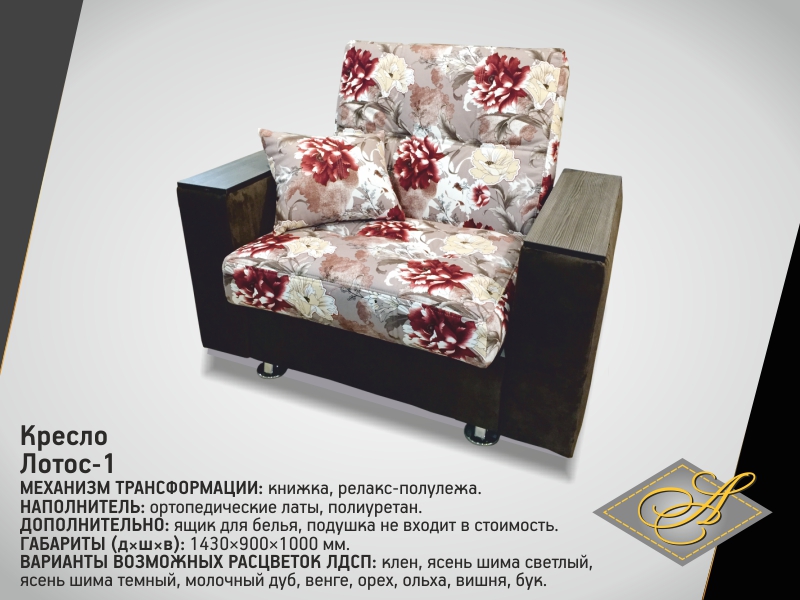 Кресло
Лотос-1
МЕХАНИЗМ ТРАНСФОРМАЦИИ: книжка, релакс-полулежа.
НАПОЛНИТЕЛЬ: ортопедические латы, полиуретан.
ДОПОЛНИТЕЛЬНО: ящик для белья, подушка не входит в стоимость.
ГАБАРИТЫ (д×ш×в): 1430×900×1000 мм.
ВАРИАНТЫ ВОЗМОЖНЫХ РАСЦВЕТОК ЛДСП: клен, ясень шима светлый,
ясень шима темный, молочный дуб, венге, орех, ольха, вишня, бук.
А